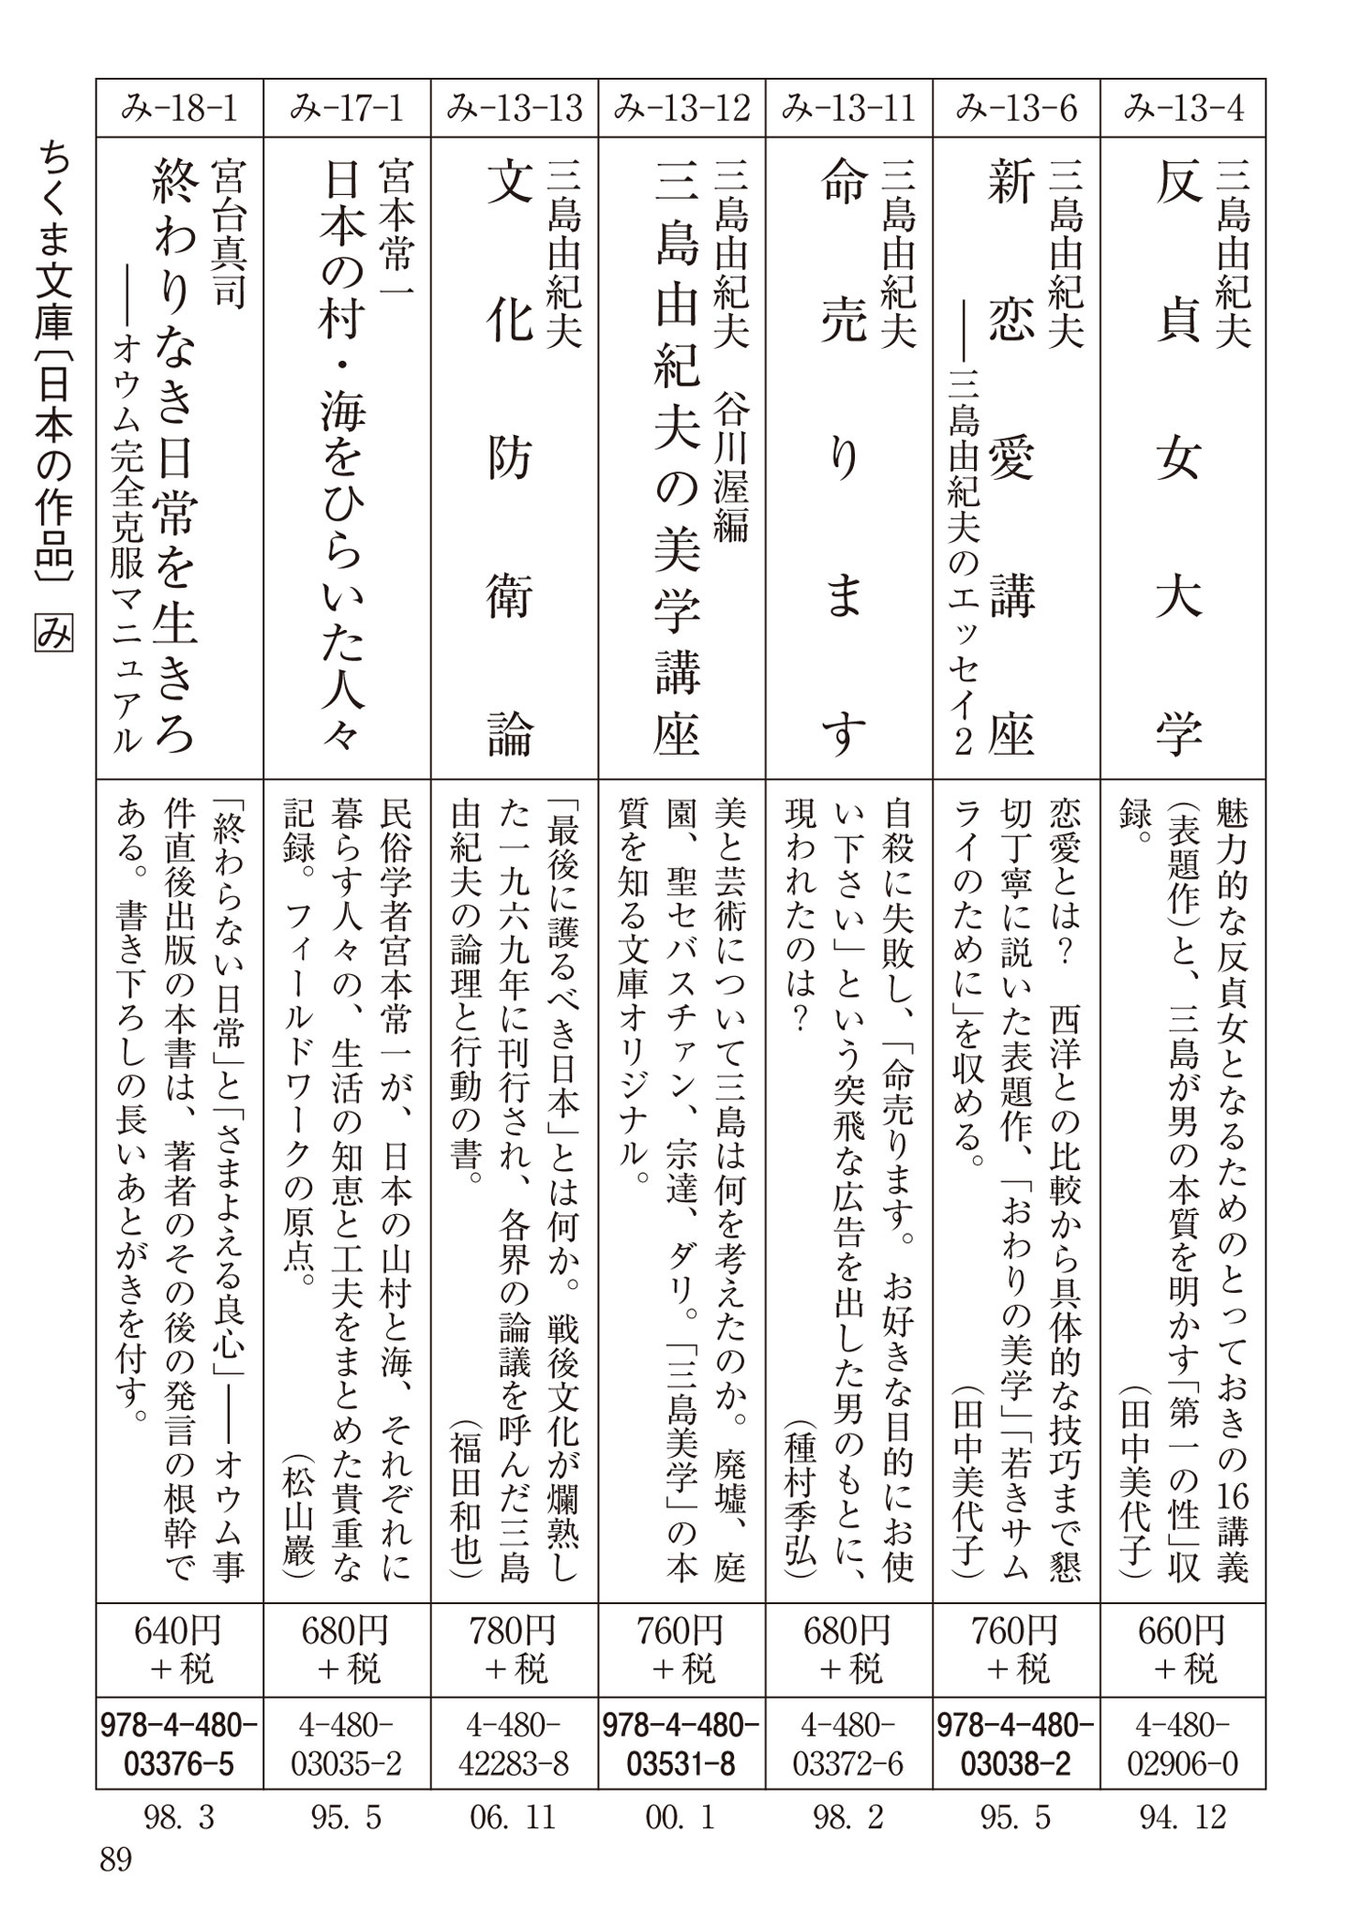 み-13-4
三島由紀夫
反貞女大学
魅力的な反貞女となるためのとっておきの16講義
(表題作)と、三島が男の本質を明かす「第一の性」収
録。
(田中美代子)
660円
+税
4-480-
02906-0
94. 12
み-13-6
三島由紀夫
新恋愛講座
――三島由紀夫のエッセイ2
恋愛とは? 西洋との比較から具体的な技巧まで懇
切丁寧に説いた表題作、「おわりの美学」「若きサム
ライのために」を収める。
(田中美代子)
760円
+税
978-4-480-
03038-2
95. 5
み-13-11
三島由紀夫
命売ります
自殺に失敗し、「命売ります。お好きな目的にお使
い下さい」という突飛な広告を出した男のもとに、
現われたのは?
(種村季弘)
680円
+税
4-480-
03372-6
98. 2
み-13-12
三島由紀夫 谷川渥編
三島由紀夫の美学講座
美と芸術について三島は何を考えたのか。廃墟、庭
園、聖セバスチァン、宗達、ダリ。「三島美学」の本
質を知る文庫オリジナル。
760円
+税
978-4-480-
03531-8
00. 1
み-13-13
三島由紀夫
文化防衛論
「最後に護るべき日本」とは何か。戦後文化が爛熟し
た一九六九年に刊行され、各界の論議を呼んだ三島
由紀夫の論理と行動の書。
(福田和也)
780円
+税
4-480-
42283-8
06. 11
み-17-1
宮本常一
日本の村・海をひらいた人々
民俗学者宮本常一が、日本の山村と海、それぞれに
暮らす人々の、生活の知恵と工夫をまとめた貴重な
記録。フィールドワークの原点。
(松山巖)
680円
+税
4-480-
03035-2
95. 5
み-18-1
宮台真司
終わりなき日常を生きろ
――オウム完全克服マニュアル
「終わらない日常」と「さまよえる良心」――オウム事
件直後出版の本書は、著者のその後の発言の根幹で
ある。書き下ろしの長いあとがきを付す。
640円
+税
978-4-480-
03376-5
98. 3
ちくま文庫〔日本の作品〕 み
89